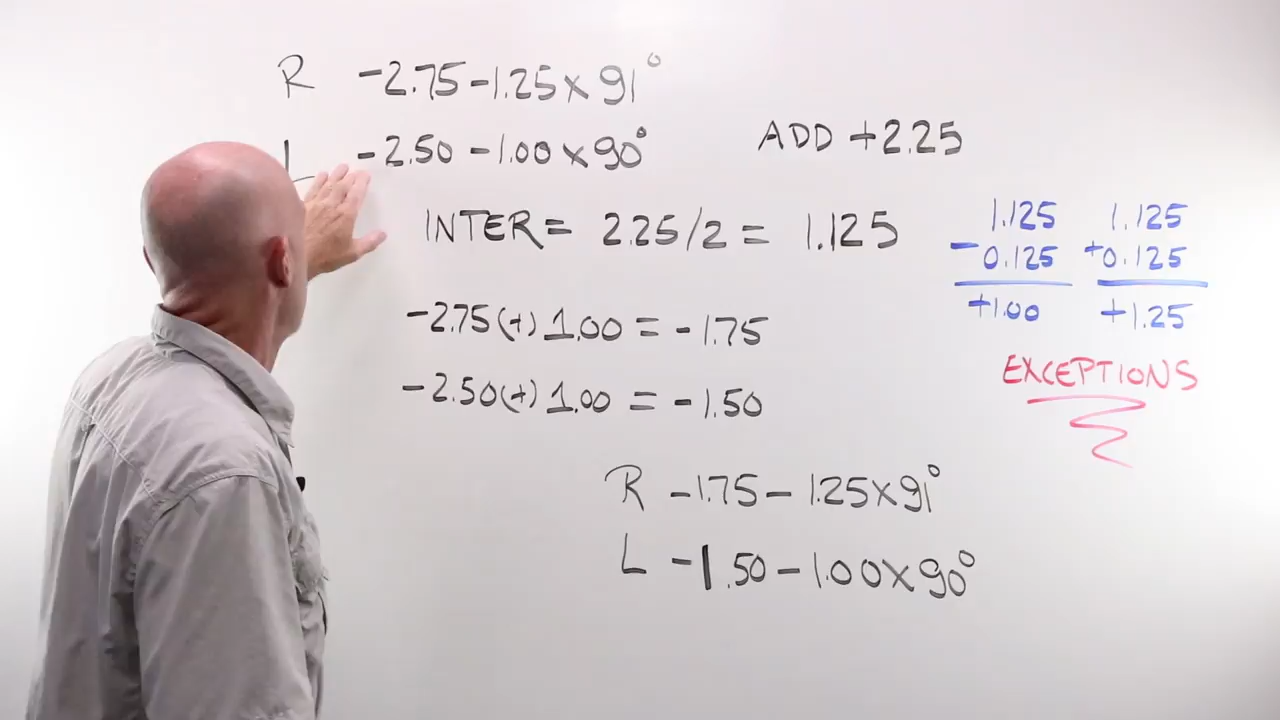 R -2.75 -1.25 x 91°
L -2.50 -1.00 x 90°
ADD +2.25
INTER = 2.25/2 = 1.125
-2.75 (+) 1.00 = -1.75
-2.50 (+) 1.00 = -1.50
1.125
-0.125
+1.00
1.125
+0.125
+1.25
EXCEPTIONS
R -1.75 - 1.25 x 91°
L -1.50 - 1.00 x 90°